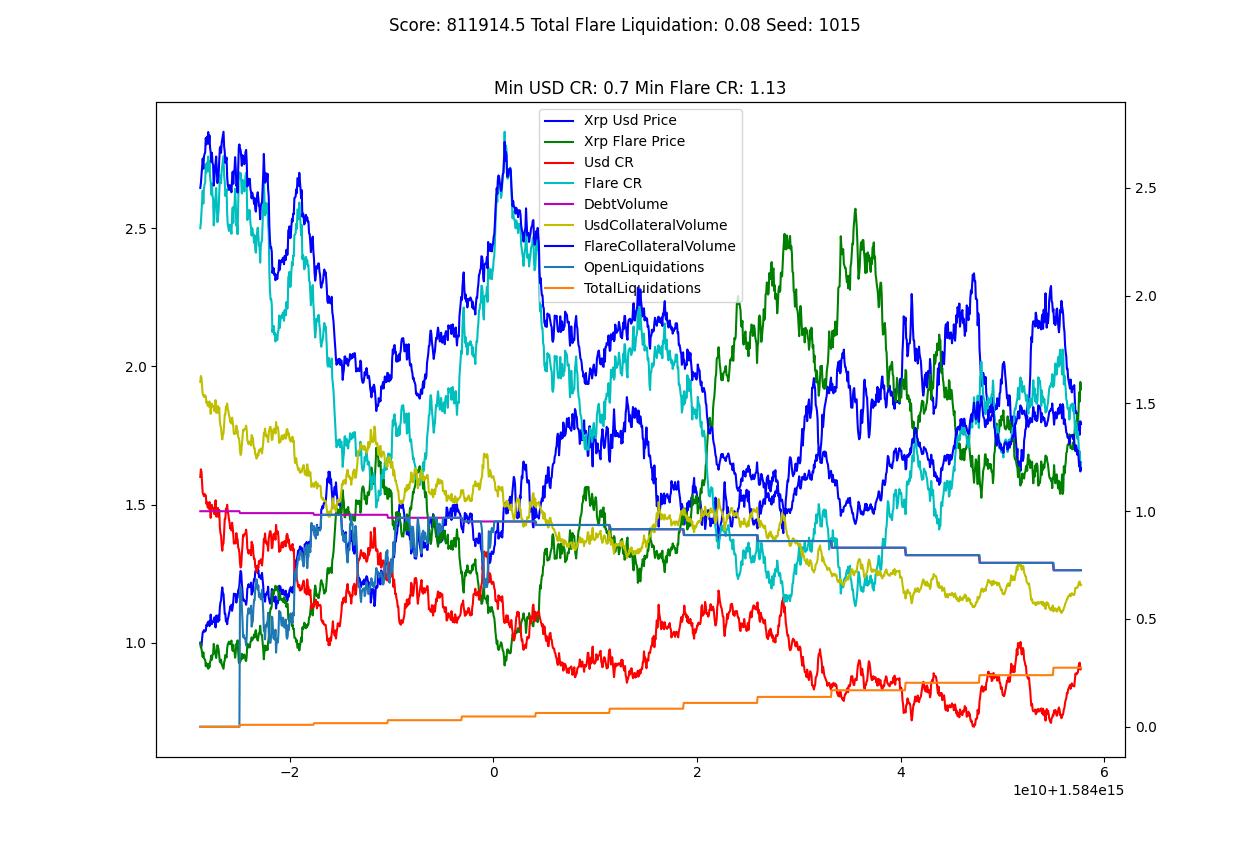 Score: 811914.5 Total Flare Liquidation: 0.08 Seed: 1015
Min USD CR: 0.7 Min Flare CR: 1.13
Xrp Usd Price
Xrp Flare Price
Usd CR
Flare CR
DebtVolume
UsdCollateralVolume
FlareCollateralVolume
OpenLiquidations
TotalLiquidations
2.5
2.0
1.5
1.0
2.5
2.0
1.5
1.0
0.5
0.0
−2
0
2
4
6
1e10+1.584e15